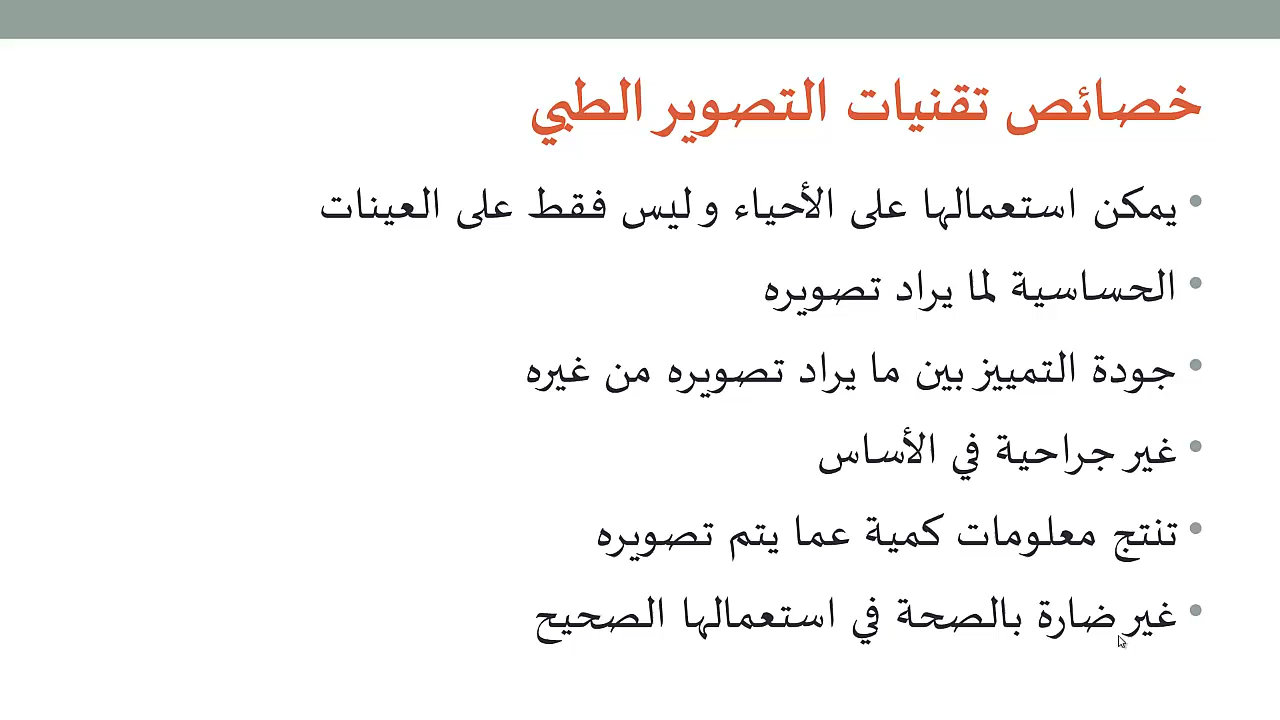 خصائص تقنيات التصوير الطبي
• يمكن استعمالها على الأحياء وليس فقط على العينات
• الحساسية لما يراد تصويره
• جودة التمييز بين ما يراد تصويره من غيره
• غير جراحية في الأساس
• تنتج معلومات كمية عما يتم تصويره
• غير ضارة بالصحة في استعمالها الصحيح